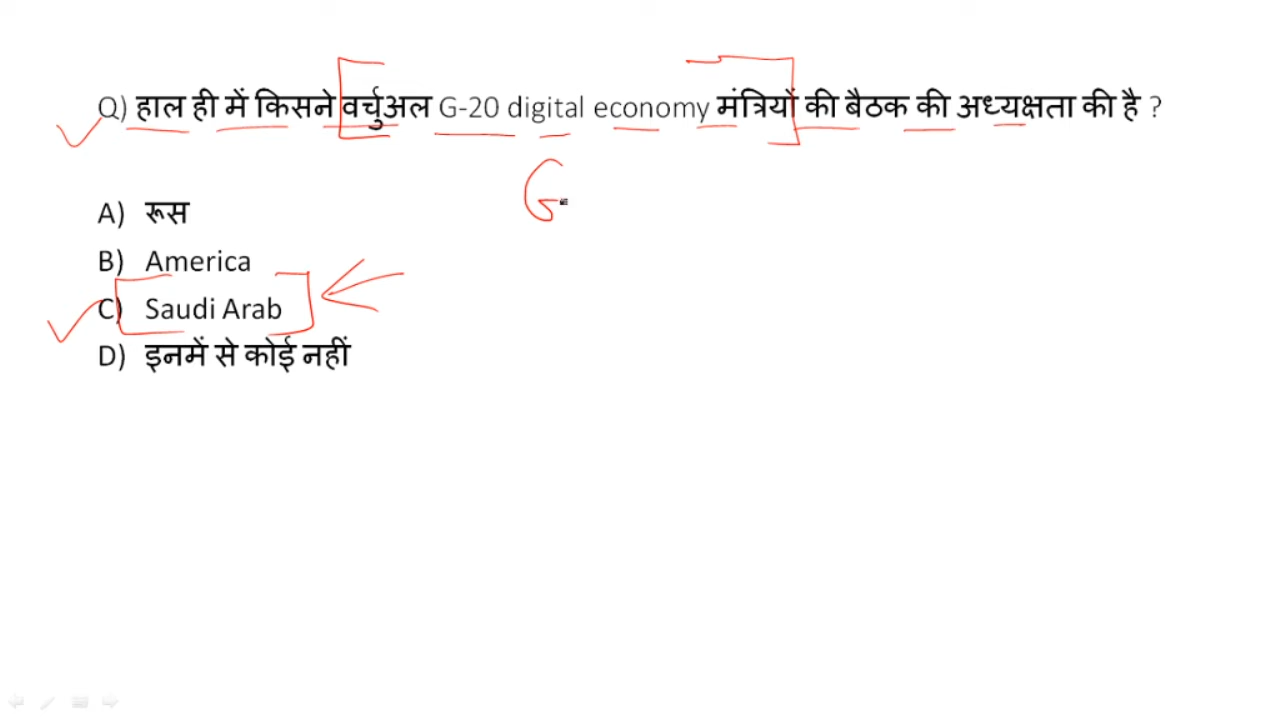 Q) हाल ही में किसने वर्चुअल G-20 digital economy मंत्रियों की बैठक की अध्यक्षता की है ?
G
A) रूस
B) America
C) Saudi Arab
D) इनमें से कोई नहीं